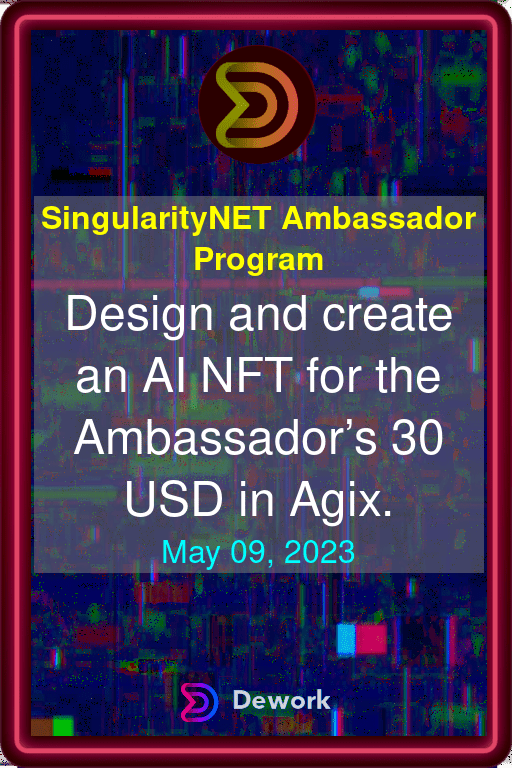 SingularityNET Ambassador
Program
Design and create
an AI NFT for the
Ambassador’s 30
USD in Agix.
May 09, 2023
Dework